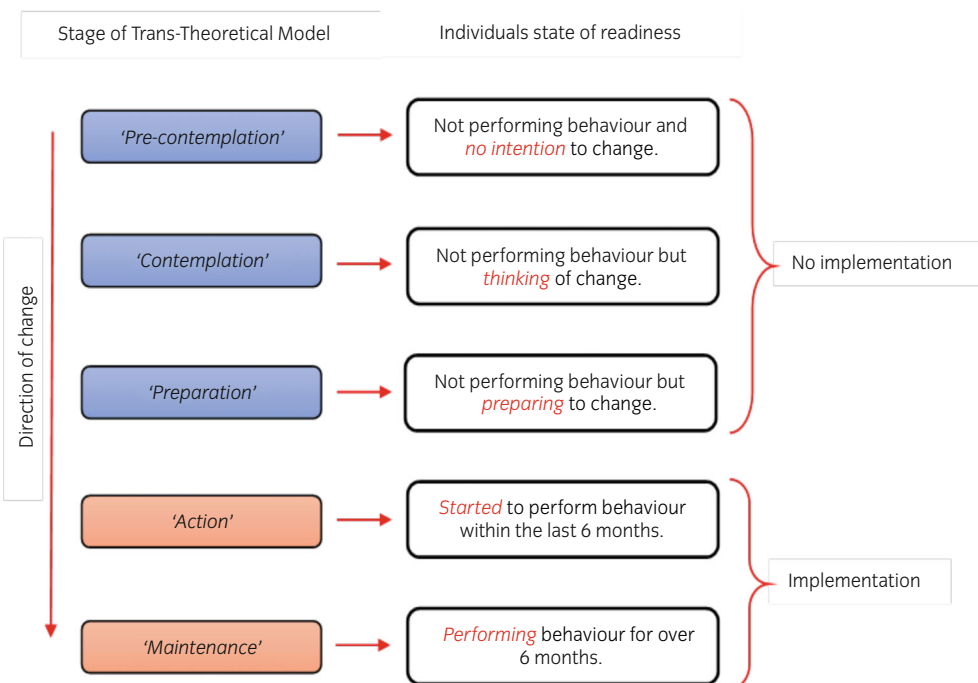 Stage of Trans-Theoretical Model
Individuals state of readiness
Direction of change
‘Pre-contemplation’
Not performing behaviour and
no intention to change.
‘Contemplation’
Not performing behaviour but
thinking of change.
‘Preparation’
Not performing behaviour but
preparing to change.
No implementation
‘Action’
Started to perform behaviour
within the last 6 months.
‘Maintenance’
Performing behaviour for over
6 months.
Implementation